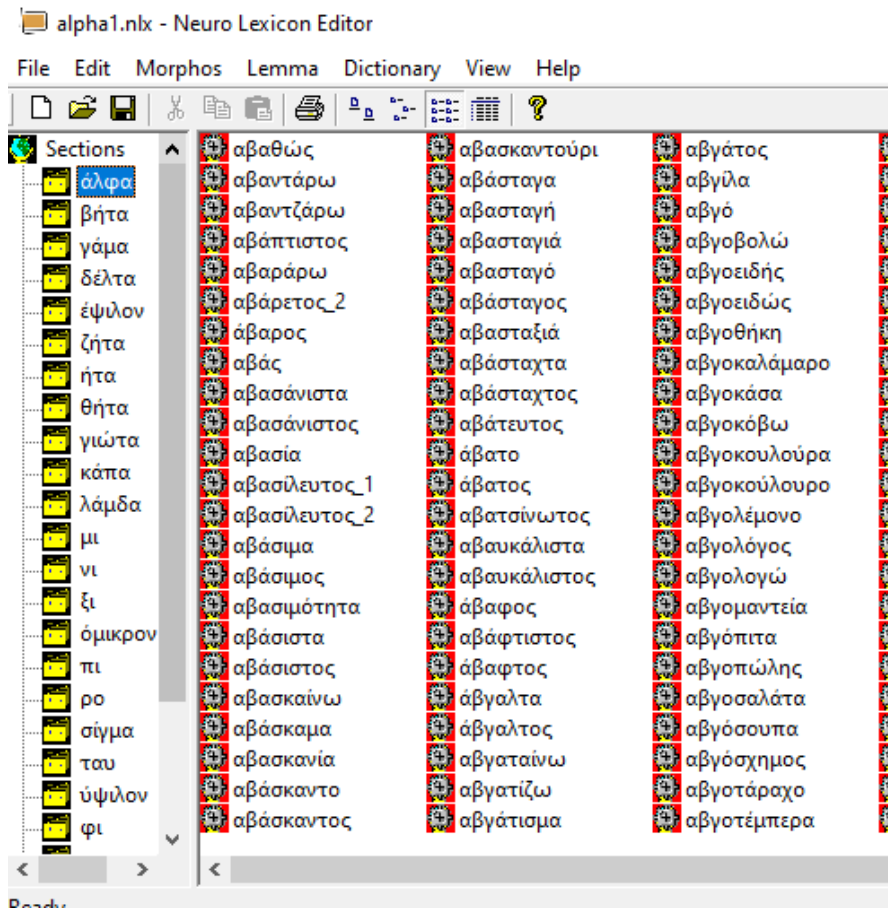 alpha1.nlx - Neuro Lexicon Editor
File Edit Morphos Lemma Dictionary View Help
Sections
άλφα
βήτα
γάμα
δέλτα
έψιλον
ζήτα
ήτα
θήτα
γιώτα
κάπα
λάμδα
μι
νι
ξι
όμικρον
πι
ρο
σίγμα
ταυ
ύψιλον
φι
αβαθώς
αβαντάρω
αβαντζάρω
αβάπτιστος
αβαράρω
αβάρετος_2
άβαρος
αβάς
αβασάνιστα
αβασάνιστος
αβασία
αβασίλευτος_1
αβασίλευτος_2
αβάσιμα
αβάσιμος
αβασιμότητα
αβάσιστα
αβάσιστος
αβασκαίνω
αβάσκαμα
αβασκανία
αβάσκαντο
αβάσκαντος
αβασκαντούρι
αβάσταγα
αβασταγή
αβασταγιά
αβασταγό
αβάσταγος
αβασταξιά
αβάσταχτα
αβάσταχτος
αβάτευτος
άβατο
άβατος
αβατσίνωτος
αβαυκάλιστα
αβαυκάλιστος
άβαφος
αβάφτιστος
άβαφτος
άβγαλτα
άβγαλτος
αβγαταίνω
αβγατίζω
αβγάτισμα
αβγάτος
αβγίλα
αβγό
αβγοβολώ
αβγοειδής
αβγοειδώς
αβγοθήκη
αβγοκαλάμαρο
αβγοκάσα
αβγοκόβω
αβγοκουλούρα
αβγοκούλουρο
αβγολέμονο
αβγολόγος
αβγολογώ
αβγομαντεία
αβγόπιτα
αβγοπώλης
αβγοσαλάτα
αβγόσουπα
αβγόσχημος
αβγοτάραχο
αβγοτέμπερα
Ready